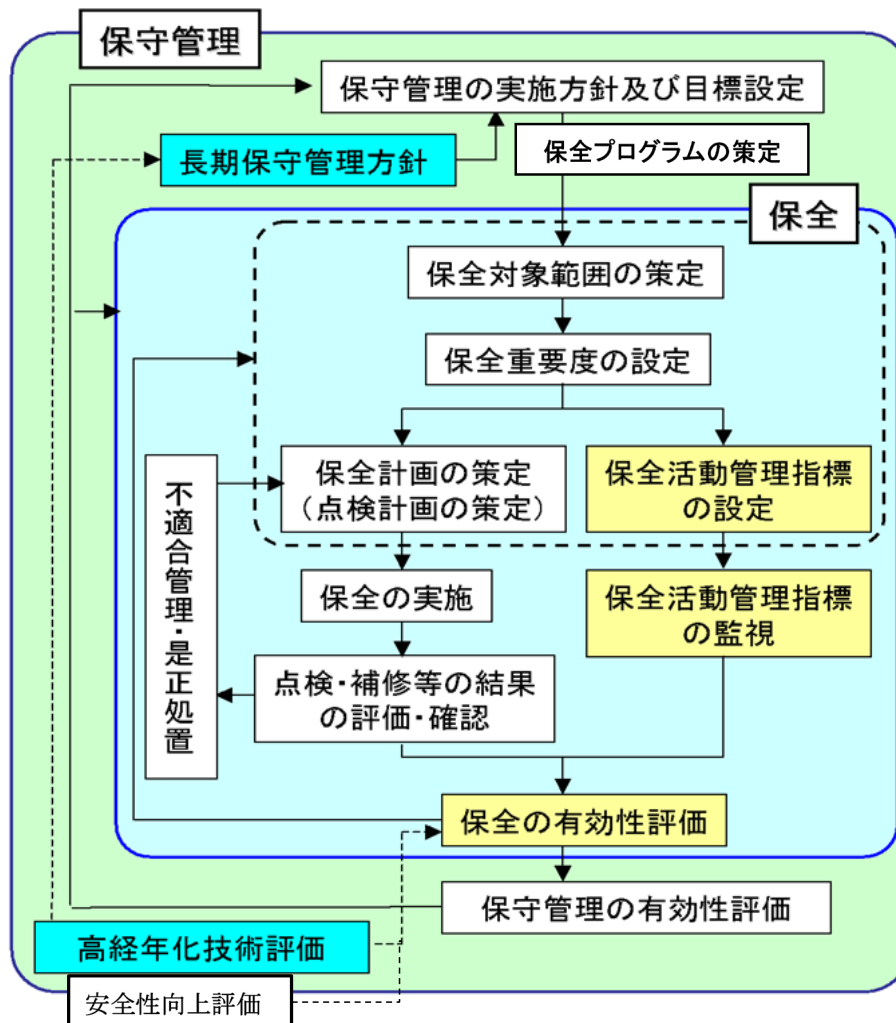 保守管理
保守管理の実施方針及び目標設定
長期保守管理方針
保全プログラムの策定
保全
保全対象範囲の策定
保全重要度の設定
保全計画の策定
(点検計画の策定)
保全活動管理指標
の設定
不適合管理・是正処置
保全の実施
保全活動管理指標
の監視
点検・補修等の結果
の評価・確認
保全の有効性評価
保守管理の有効性評価
高経年化技術評価
安全性向上評価